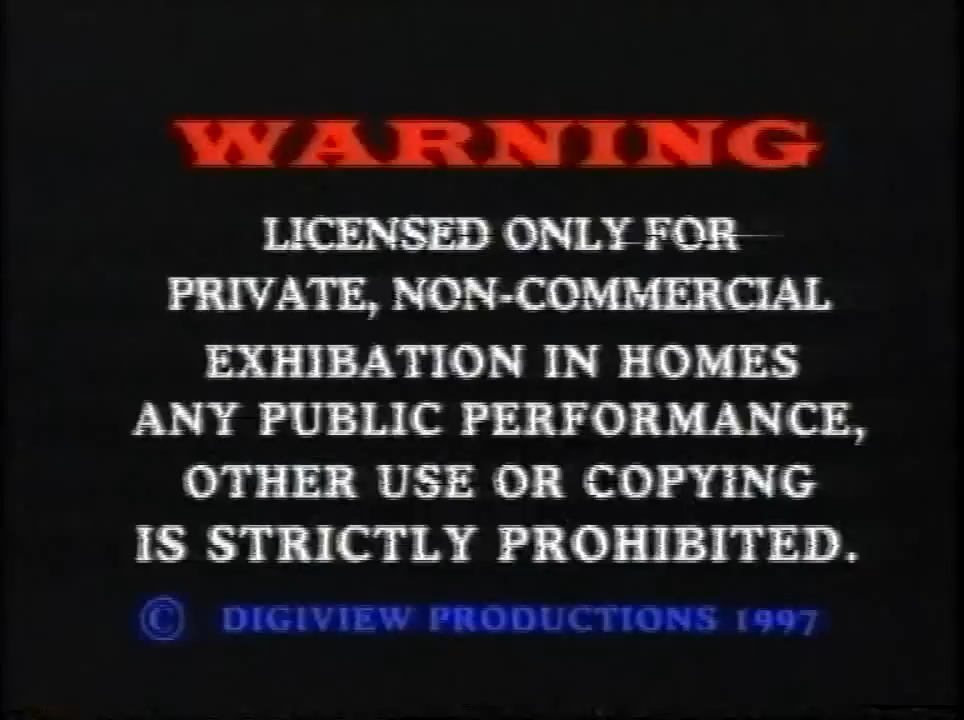 WARNING
LICENSED ONLY FOR
PRIVATE, NON-COMMERCIAL
EXHIBATION IN HOMES
ANY PUBLIC PERFORMANCE,
OTHER USE OR COPYING
IS STRICTLY PROHIBITED.
© DIGIVIEW PRODUCTIONS 1997